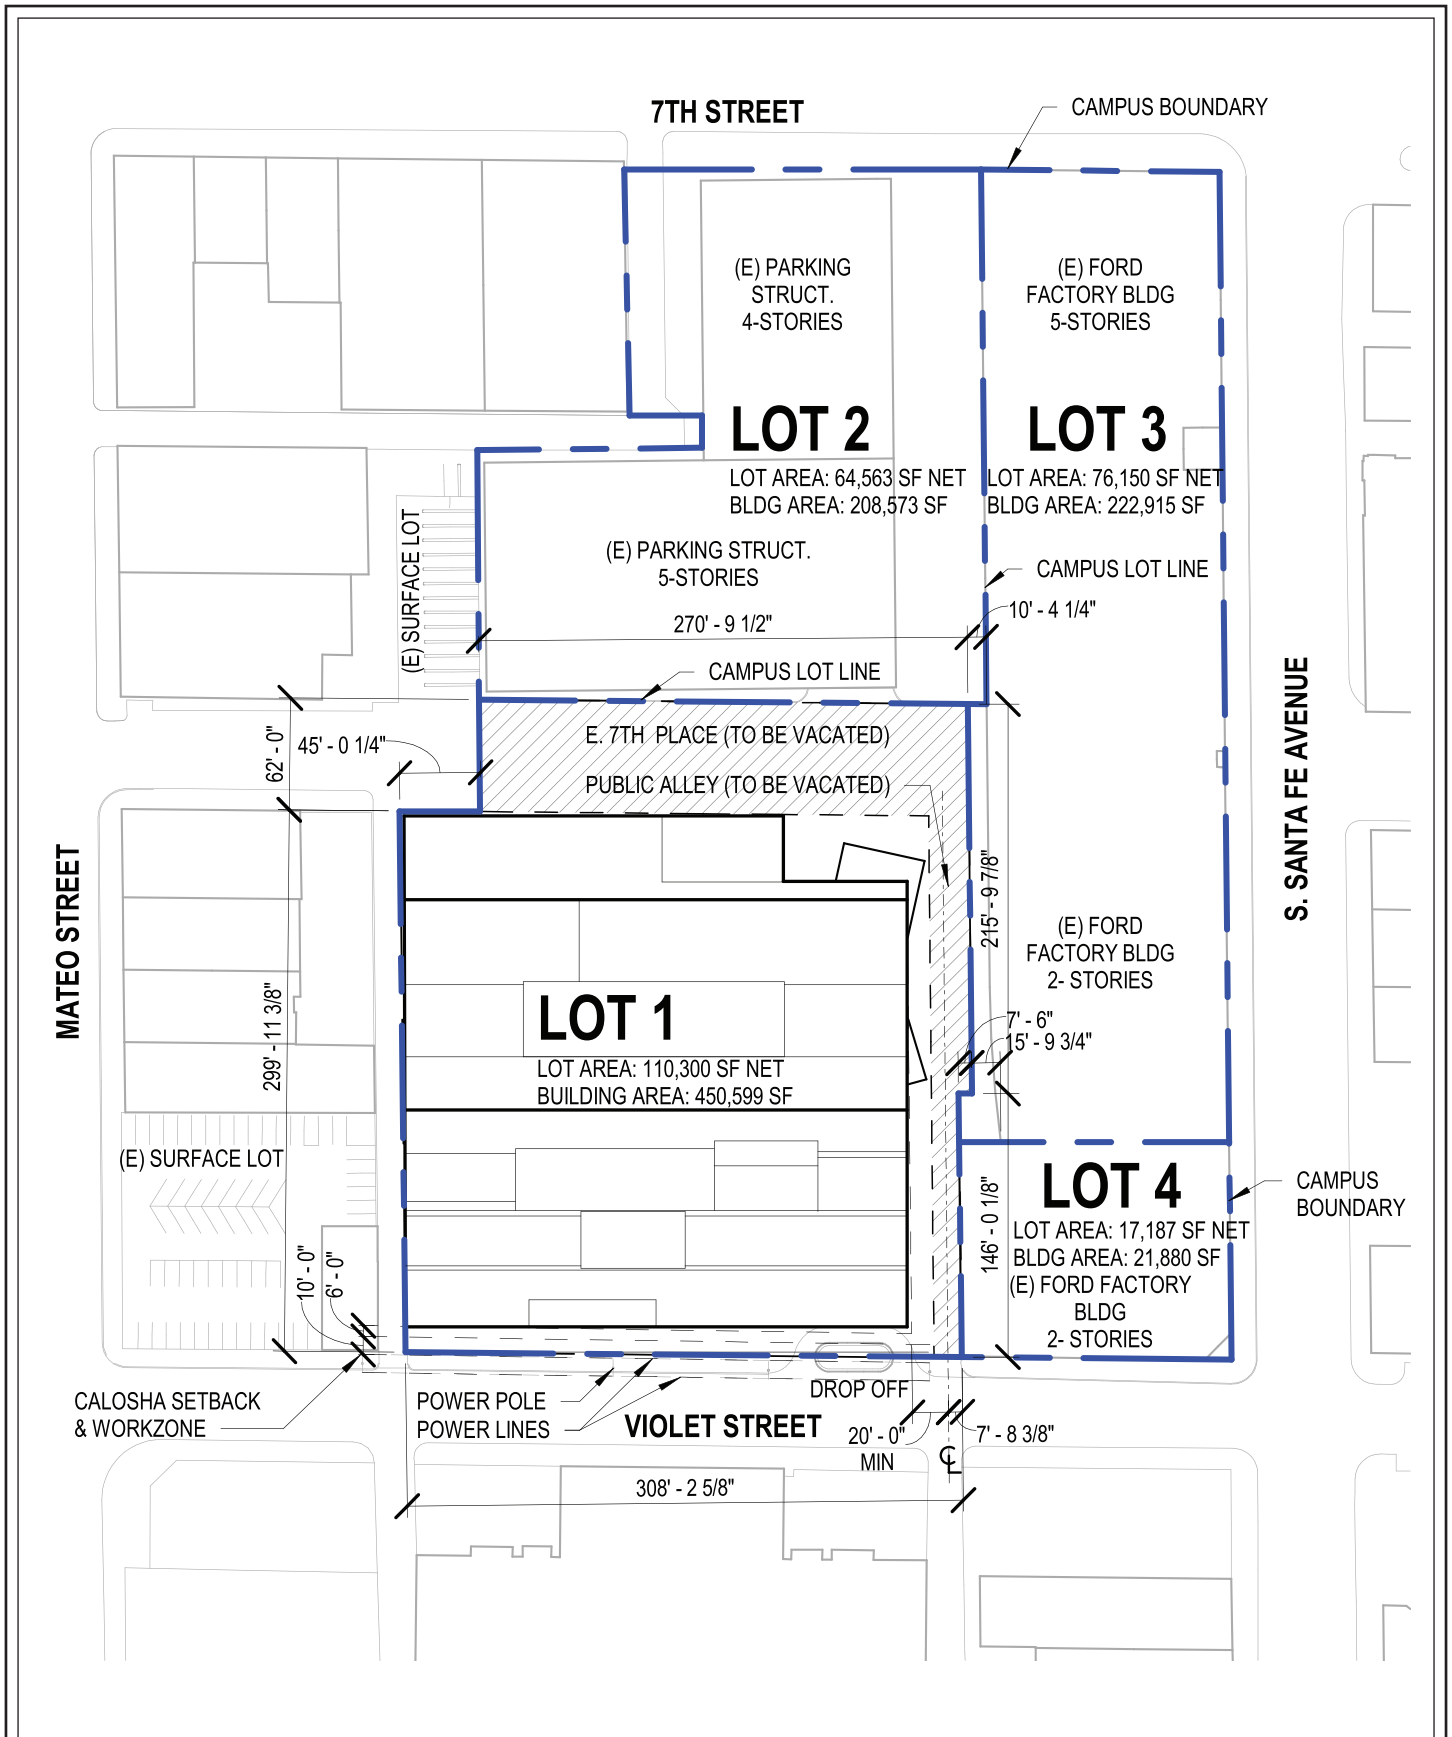 7TH STREET
CAMPUS BOUNDARY
(E) PARKING
STRUCT.
4-STORIES
(E) FORD
FACTORY BLDG
5-STORIES
LOT 2
LOT AREA: 64,563 SF NET
BLDG AREA: 208,573 SF
LOT 3
LOT AREA: 76,150 SF NET
BLDG AREA: 222,915 SF
(E) SURFACE LOT
(E) PARKING STRUCT.
5-STORIES
CAMPUS LOT LINE
270' - 9 1/2"
10' - 4 1/4"
CAMPUS LOT LINE
S. SANTA FE AVENUE
62' - 0"
45' - 0 1/4"
E. 7TH PLACE (TO BE VACATED)
PUBLIC ALLEY (TO BE VACATED)
MATEO STREET
215' - 9 7/8"
(E) FORD
FACTORY BLDG
2- STORIES
299' - 11 3/8"
LOT 1
LOT AREA: 110,300 SF NET
BUILDING AREA: 450,599 SF
7' - 6"
15' - 9 3/4"
(E) SURFACE LOT
LOT 4
LOT AREA: 17,187 SF NET
BLDG AREA: 21,880 SF
(E) FORD FACTORY
BLDG
2- STORIES
CAMPUS
BOUNDARY
146' - 0 1/8"
10' - 0"
6' - 0"
CALOSHA SETBACK
& WORKZONE
POWER POLE
POWER LINES
VIOLET STREET
DROP OFF
20' - 0"
MIN
7' - 8 3/8"
CL
308' - 2 5/8"